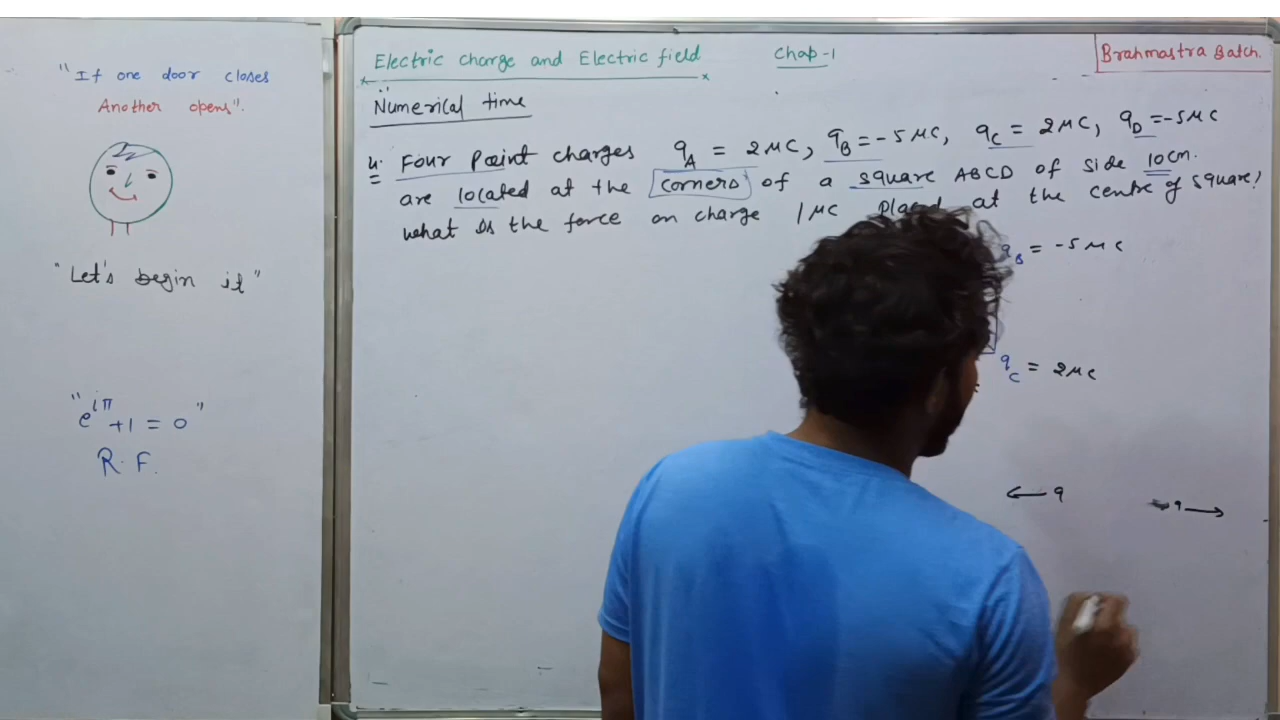 "If one door closes
Another opens".
"Let's begin it"
"e^iπ +1 = 0"
R.F.
Electric charge and Electric field
Chap-1
Brahmastra Batch.
Numerical time
4. Four Point charges q_A = 2μC, q_B = -5μC, q_C = 2μC, q_D = -5μC
are located at the corners of a square ABCD of side 10cm.
what is the force on charge 1μC placed at the centre of square?
q_B = -5μC
q_C = 2μC
← q
q →